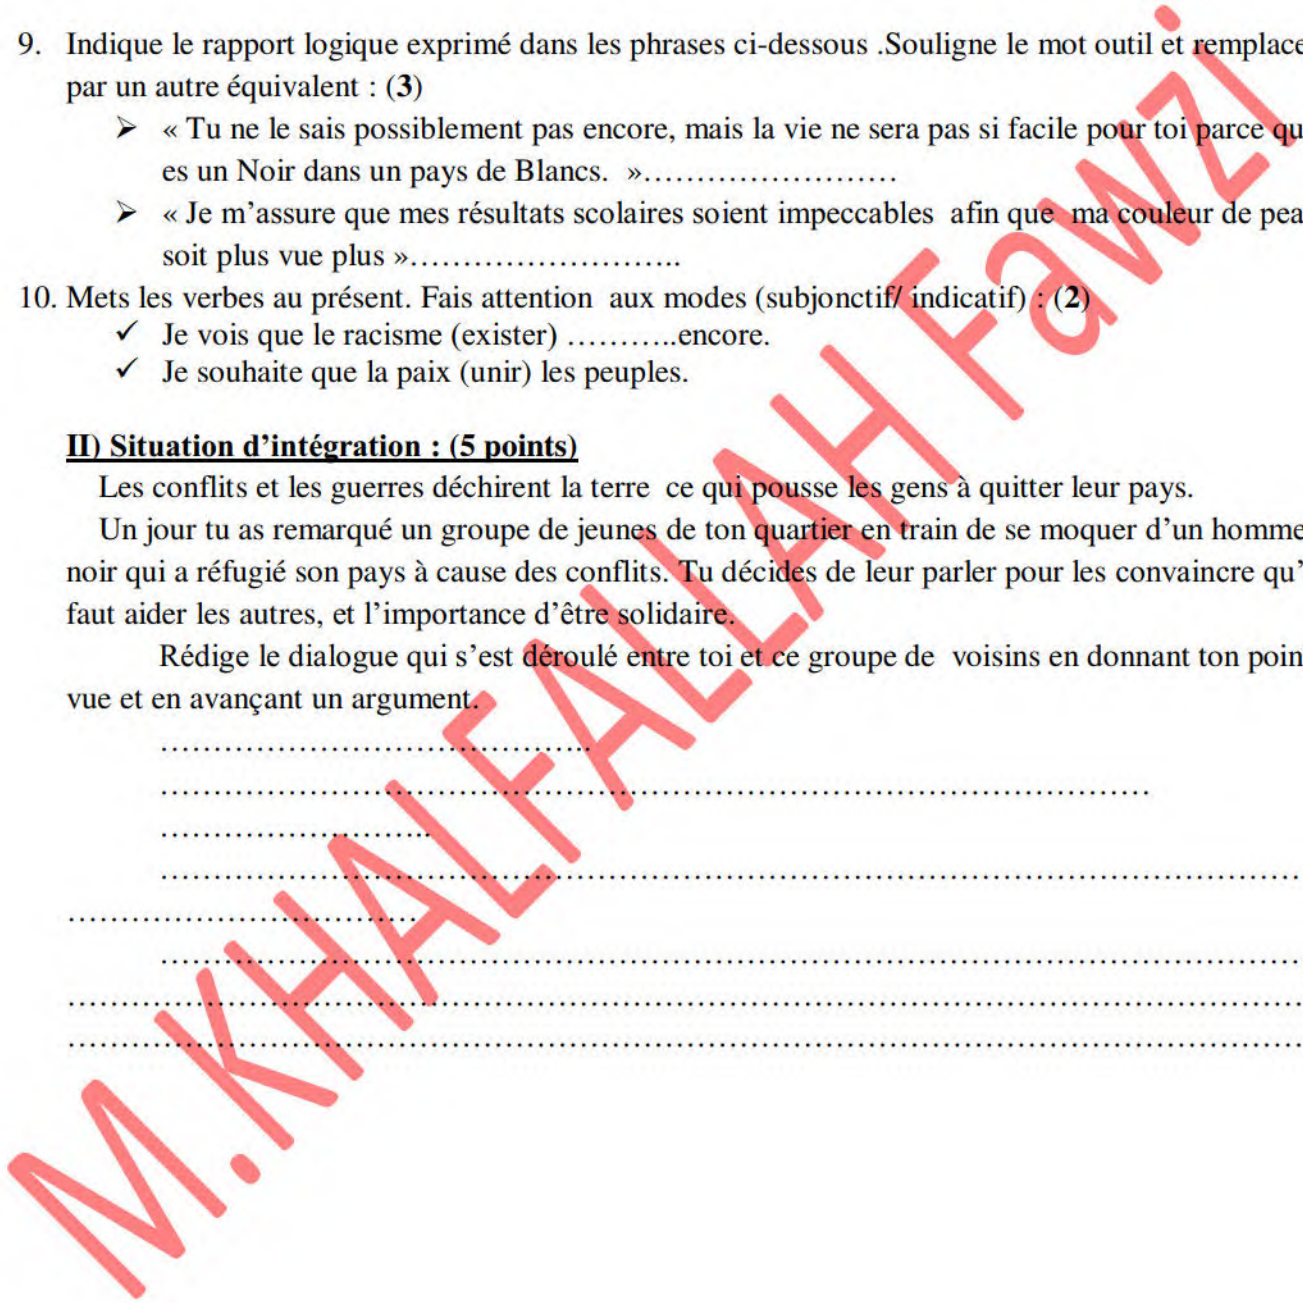 9. Indique le rapport logique exprimé dans les phrases ci-dessous .Souligne le mot outil et remplace
par un autre équivalent : (3)
➢ « Tu ne le sais possiblement pas encore, mais la vie ne sera pas si facile pour toi parce qu
es un Noir dans un pays de Blancs. »........................
➢ « Je m’assure que mes résultats scolaires soient impeccables afin que ma couleur de pea
soit plus vue plus »..........................
10. Mets les verbes au présent. Fais attention aux modes (subjonctif/ indicatif) : (2)
✓ Je vois que le racisme (exister) ...........encore.
✓ Je souhaite que la paix (unir) les peuples.
II) Situation d’intégration : (5 points)
Les conflits et les guerres déchirent la terre ce qui pousse les gens à quitter leur pays.
Un jour tu as remarqué un groupe de jeunes de ton quartier en train de se moquer d’un homme
noir qui a réfugié son pays à cause des conflits. Tu décides de leur parler pour les convaincre qu’
faut aider les autres, et l’importance d’être solidaire.
Rédige le dialogue qui s’est déroulé entre toi et ce groupe de voisins en donnant ton poin
vue et en avançant un argument.
M.KHALFALLAH Fawzi